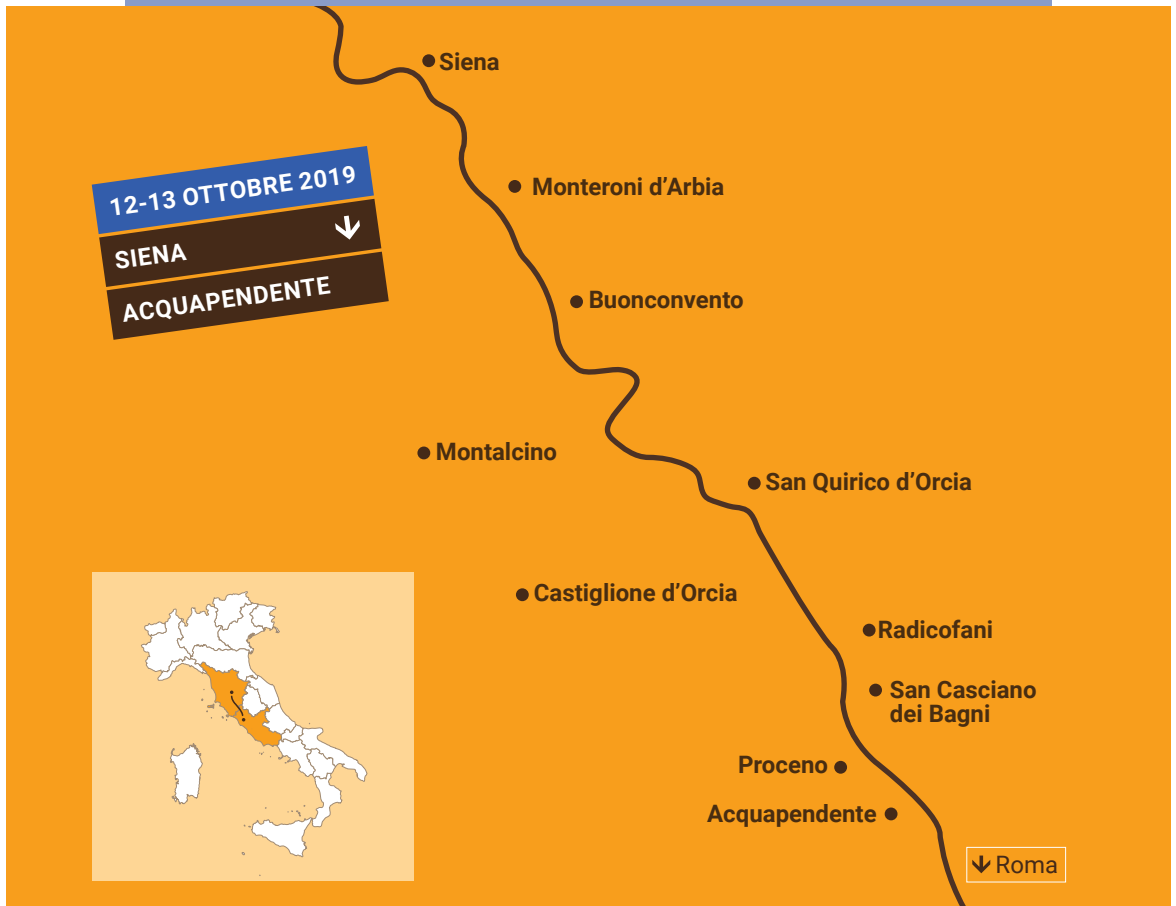 Siena
12-13 OTTOBRE 2019
SIENA
ACQUAPENDENTE
Monteroni d’Arbia
Buonconvento
Montalcino
San Quirico d’Orcia
Castiglione d’Orcia
Radicofani
San Casciano
dei Bagni
Proceno
Acquapendente
Roma